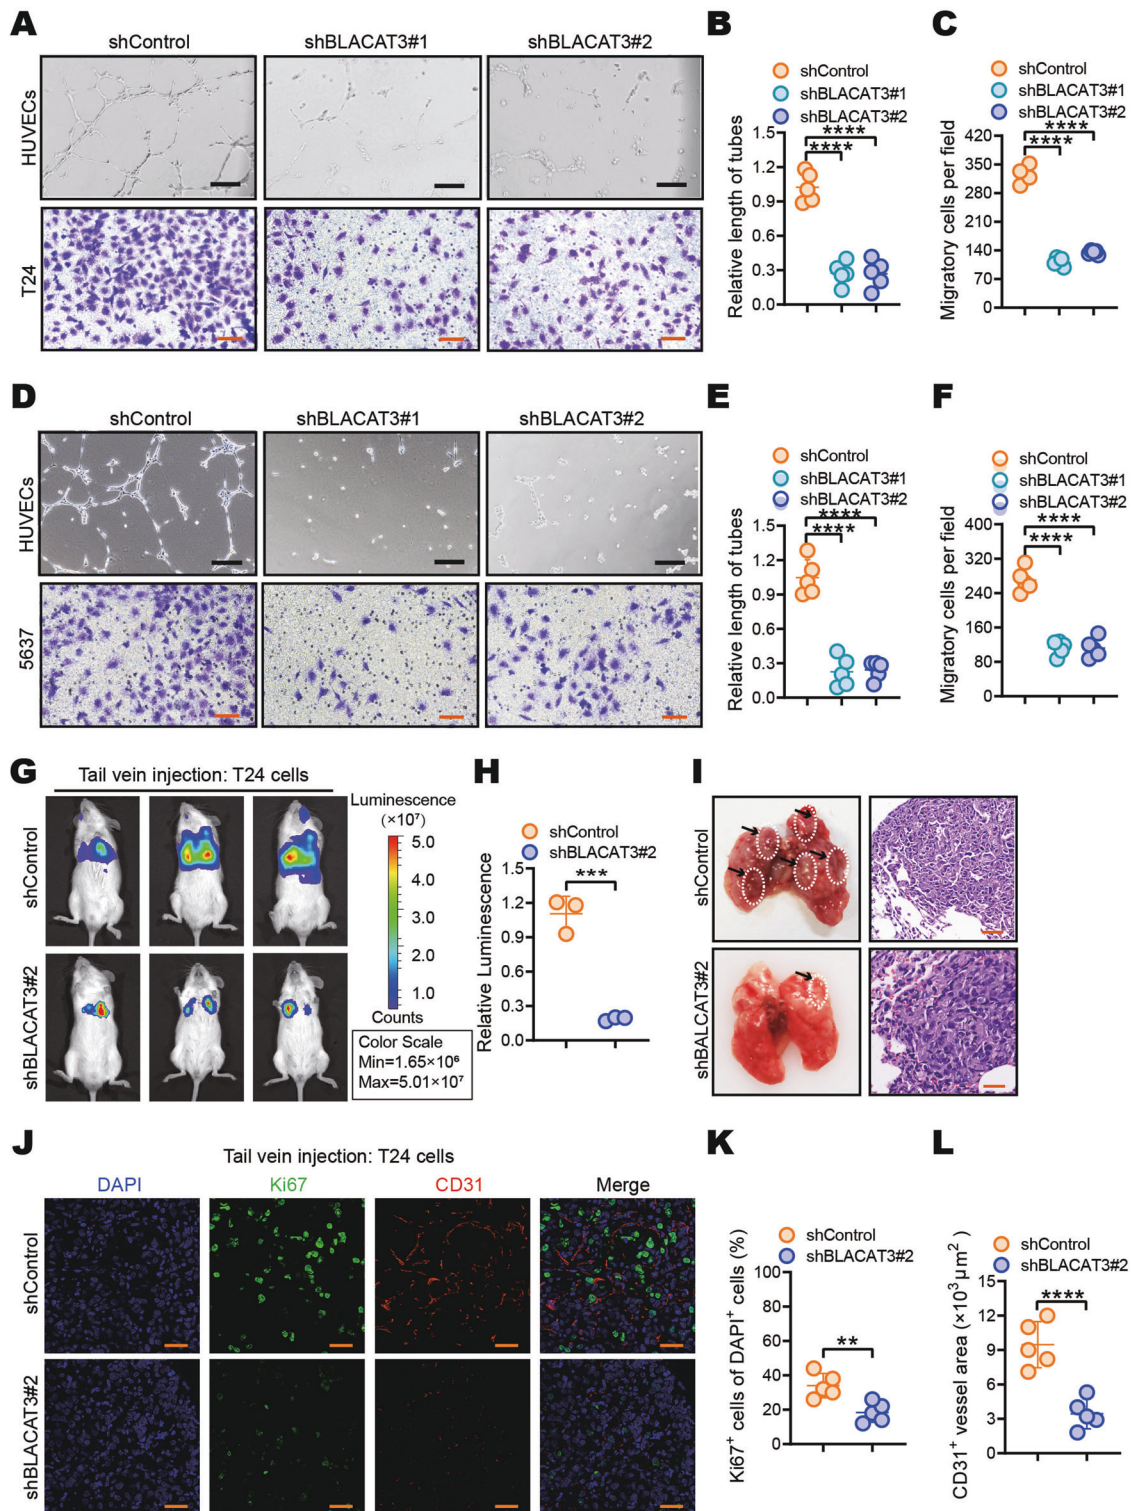 A
shControl
shBLACAT3#1
shBLACAT3#2
HUVECs
T24
B
shControl
shBLACAT3#1
shBLACAT3#2
Relative length of tubes
1.5
1.2
0.9
0.6
0.3
0.0
****
****
C
shControl
shBLACAT3#1
shBLACAT3#2
Migratory cells per field
420
350
280
210
140
70
0
****
****
D
shControl
shBLACAT3#1
shBLACAT3#2
HUVECs
5637
E
shControl
shBLACAT3#1
shBLACAT3#2
Relative length of tubes
1.5
1.2
0.9
0.6
0.3
0.0
****
****
F
shControl
shBLACAT3#1
shBLACAT3#2
Migratory cells per field
400
320
240
160
80
0
****
****
G
Tail vein injection: T24 cells
shControl
shBLACAT3#2
Luminescence
(×10⁷)
5.0
4.0
3.0
2.0
1.0
Counts
Color Scale
Min=1.65×10⁶
Max=5.01×10⁷
H
shControl
shBLACAT3#2
Relative Luminescence
1.5
1.2
0.9
0.6
0.3
0.0
***
I
shControl
shBALCAT3#2
J
Tail vein injection: T24 cells
DAPI
Ki67
CD31
Merge
shControl
shBLACAT3#2
K
shControl
shBLACAT3#2
Ki67⁺ cells of DAPI⁺ cells (%)
100
80
60
40
20
0
**
L
shControl
shBLACAT3#2
CD31⁺ vessel area (×10³ μm²)
15
12
9
6
3
0
****